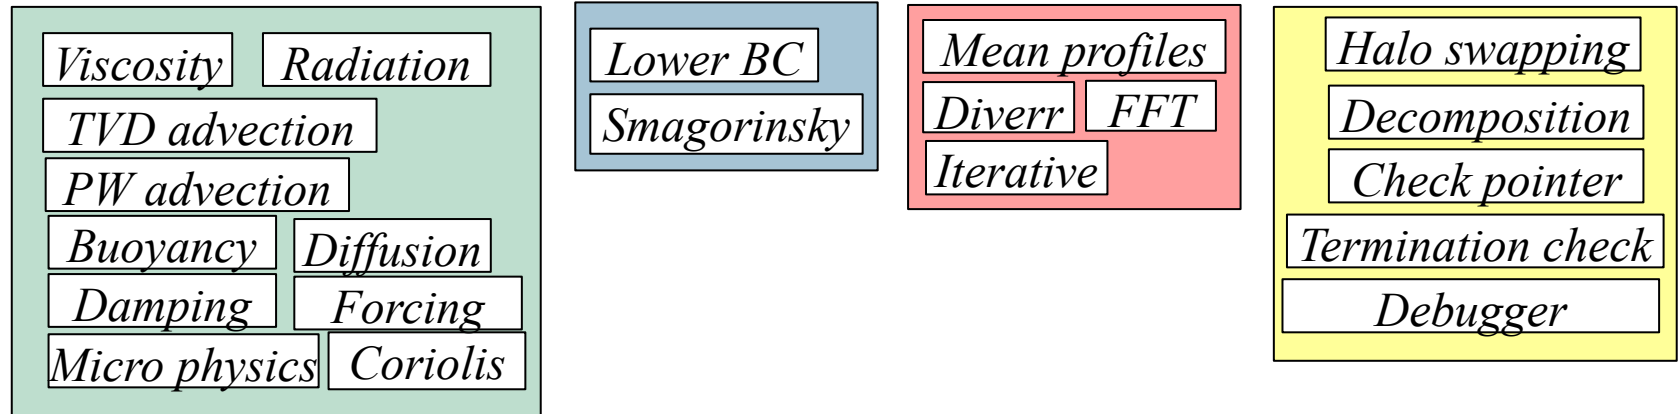 Viscosity
Radiation
TVD advection
PW advection
Buoyancy
Diffusion
Damping
Forcing
Micro physics
Coriolis
Lower BC
Smagorinsky
Mean profiles
Diverr
FFT
Iterative
Halo swapping
Decomposition
Check pointer
Termination check
Debugger